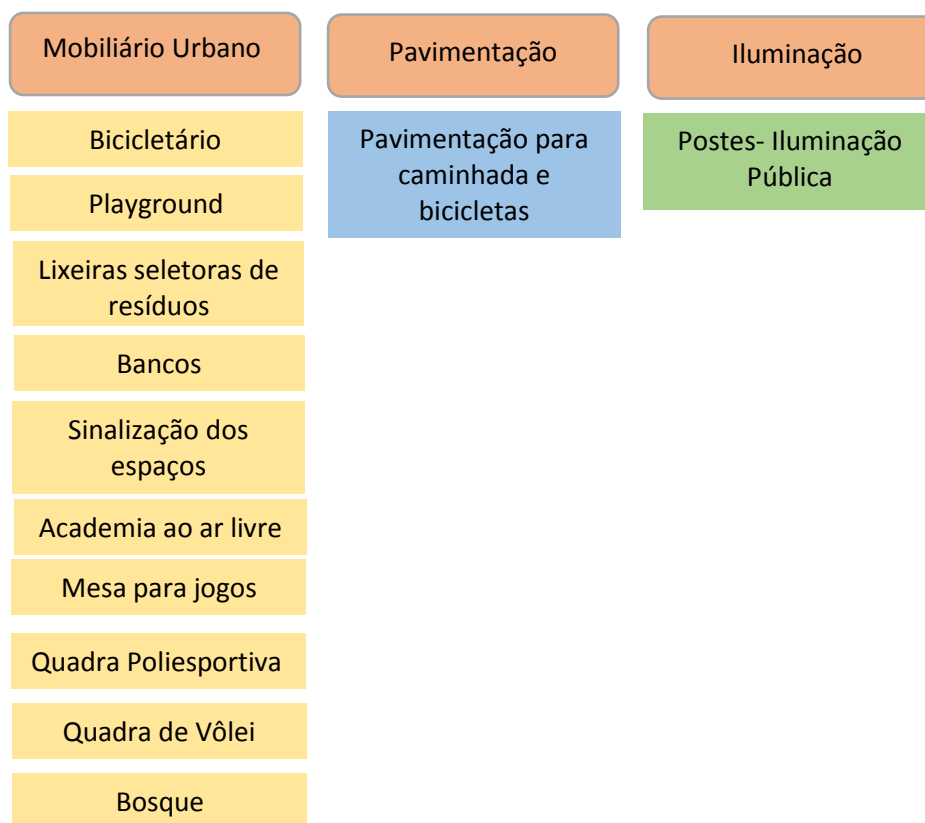 Mobiliário Urbano
Bicicletário
Playground
Lixeiras seletoras de
resíduos
Bancos
Sinalização dos
espaços
Academia ao ar livre
Mesa para jogos
Quadra Poliesportiva
Quadra de Vôlei
Bosque
Pavimentação
Pavimentação para
caminhada e
bicicletas
Iluminação
Postes- Iluminação
Pública